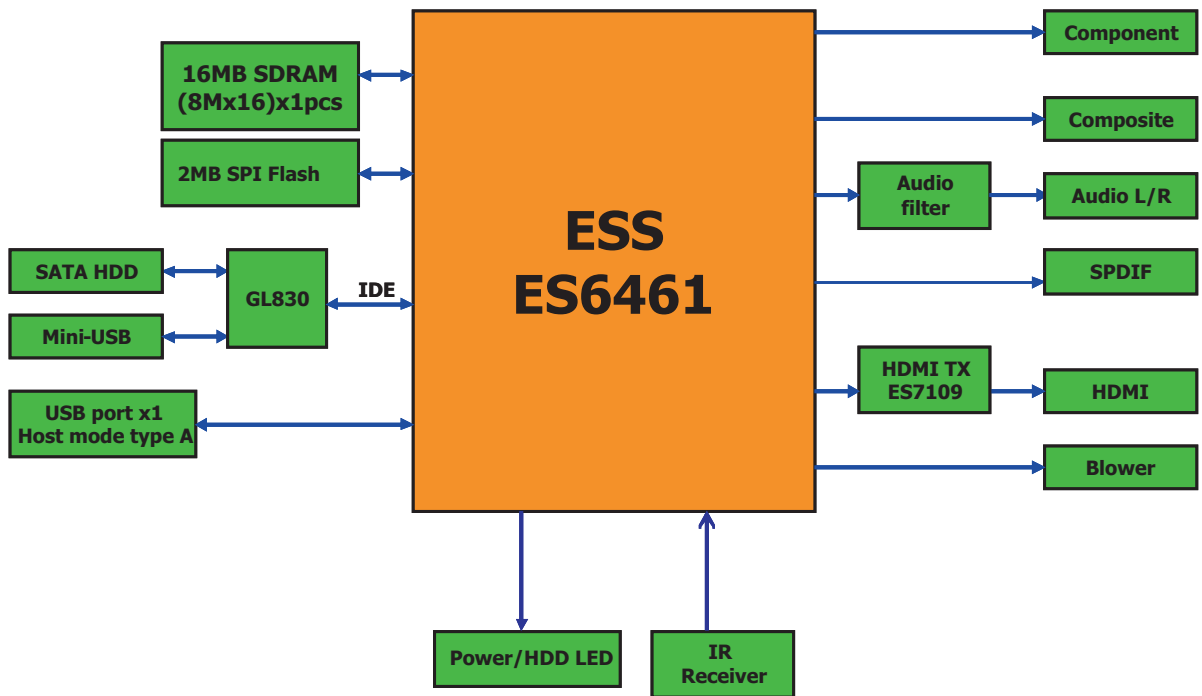 16MB SDRAM
(8Mx16)x1pcs
2MB SPI Flash
SATA HDD
Mini-USB
GL830
IDE
USB port x1
Host mode type A
ESS
ES6461
Component
Composite
Audio
filter
Audio L/R
SPDIF
HDMI TX
ES7109
HDMI
Blower
Power/HDD LED
IR
Receiver